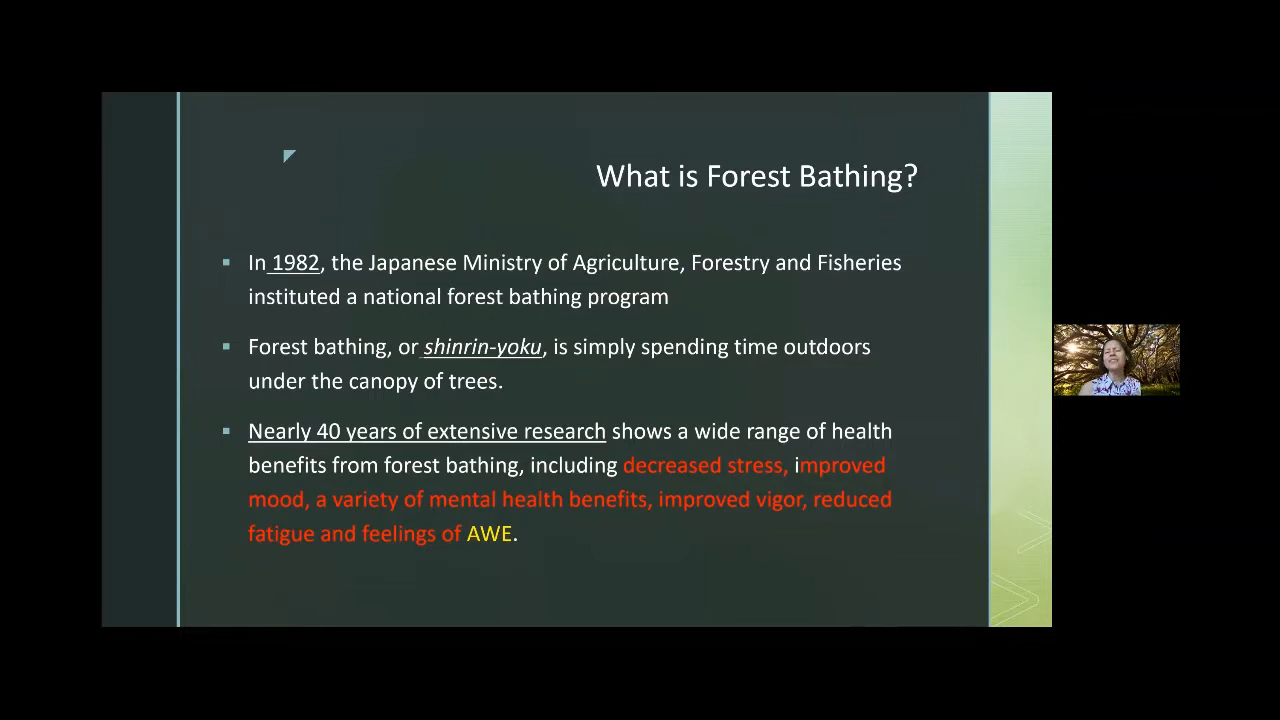 What is Forest Bathing?
▪ In 1982, the Japanese Ministry of Agriculture, Forestry and Fisheries
instituted a national forest bathing program
▪ Forest bathing, or shinrin-yoku, is simply spending time outdoors
under the canopy of trees.
▪ Nearly 40 years of extensive research shows a wide range of health
benefits from forest bathing, including decreased stress, improved
mood, a variety of mental health benefits, improved vigor, reduced
fatigue and feelings of AWE.